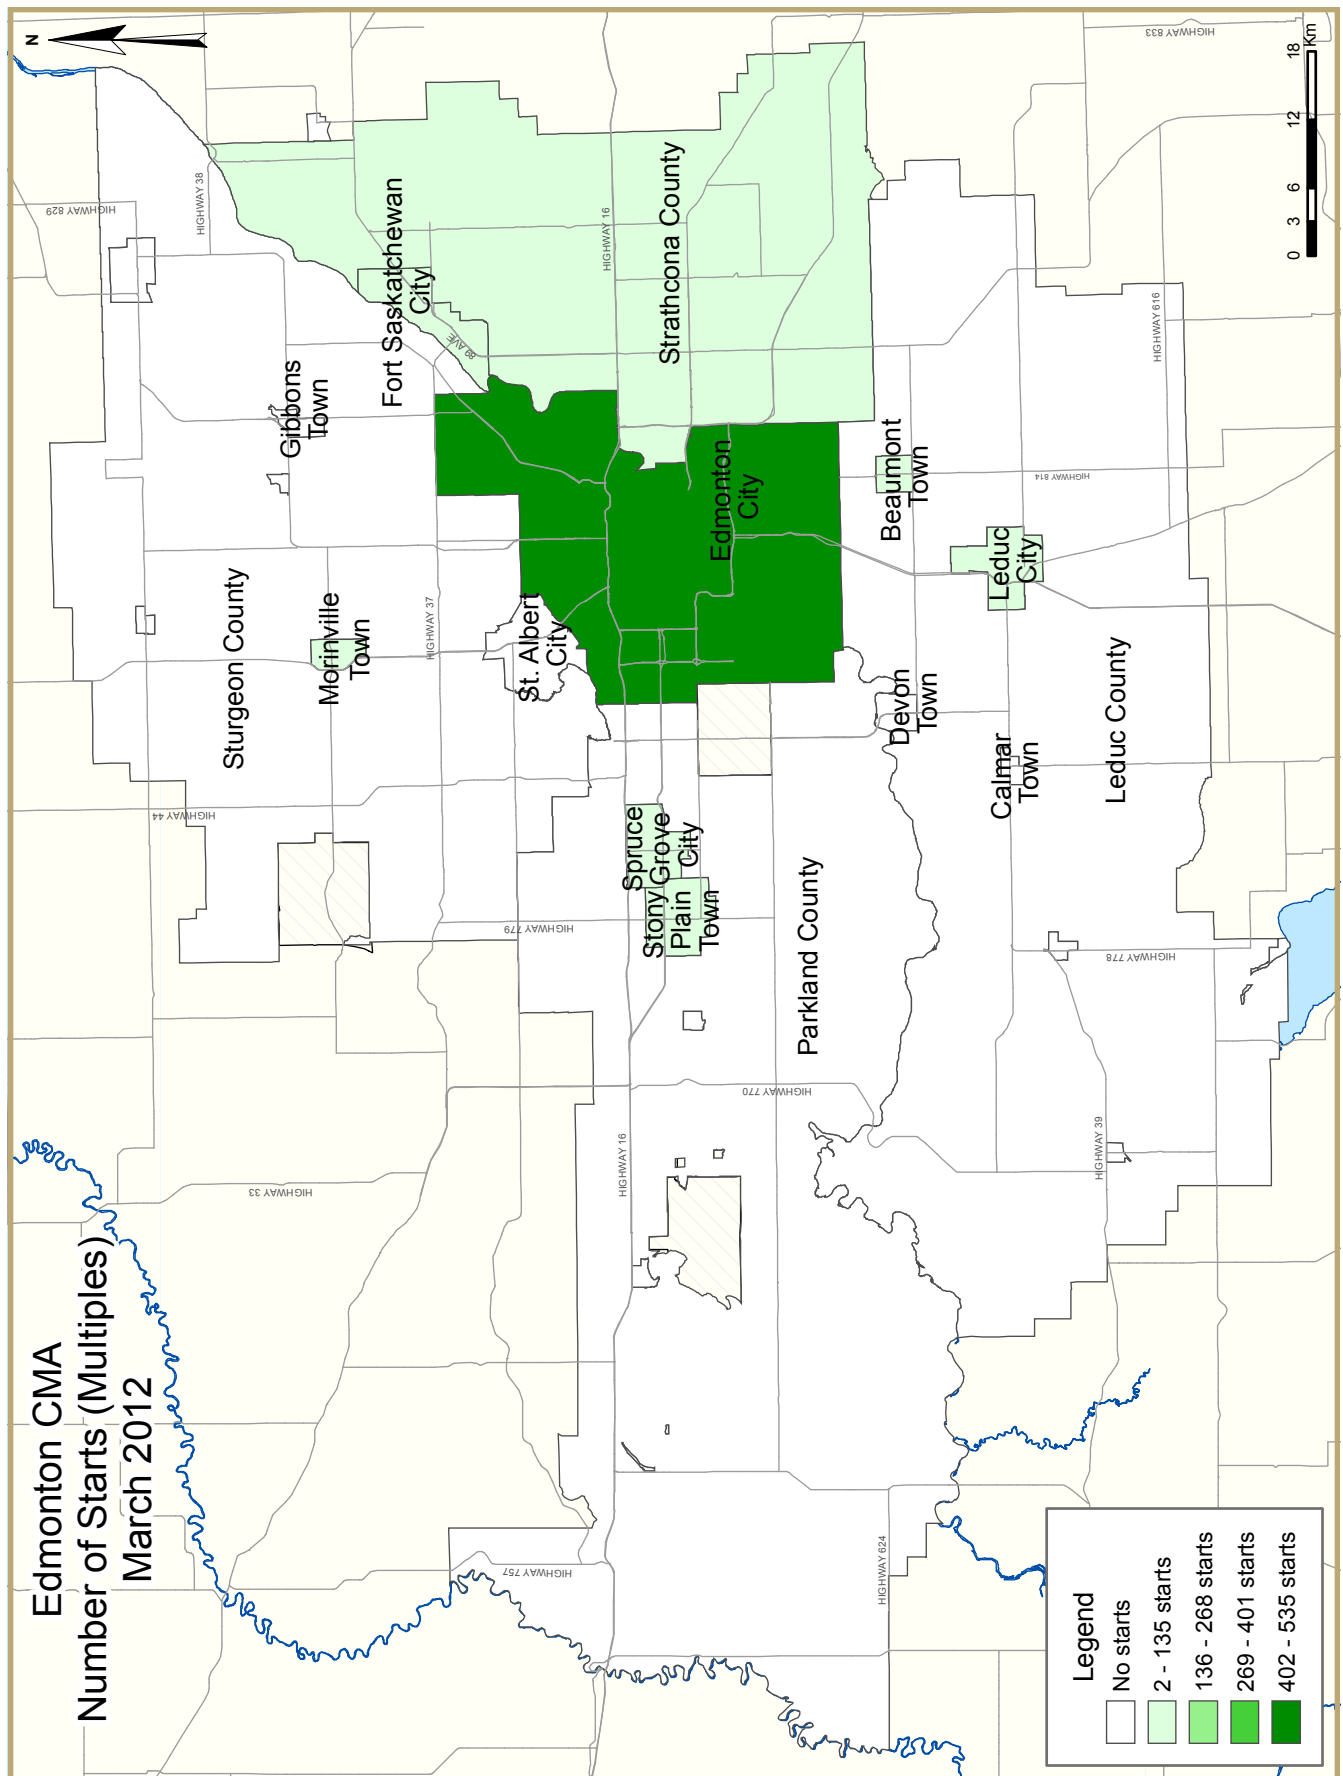 Edmonton CMA
Number of Starts (Multiples)
March 2012
N
HIGHWAY 829
HIGHWAY 38
HIGHWAY 833
HIGHWAY 44
HIGHWAY 33
Gibbons
Town
Sturgeon County
Morinville
Town
HIGHWAY 37
Fort Saskatchewan
City
89 AVE
St. Albert
City
HIGHWAY 779
HIGHWAY 757
HIGHWAY 16
HIGHWAY 16
Strathcona County
Edmonton
City
Spruce
Grove
City
Stony
Plain
Town
Parkland County
HIGHWAY 770
HIGHWAY 624
Beaumont
Town
Devon
Town
Leduc
City
Calmar
Town
HIGHWAY 814
Leduc County
HIGHWAY 616
HIGHWAY 778
HIGHWAY 39
Legend
No starts
2 - 135 starts
136 - 268 starts
269 - 401 starts
402 - 535 starts
0 3 6 12 18
Km